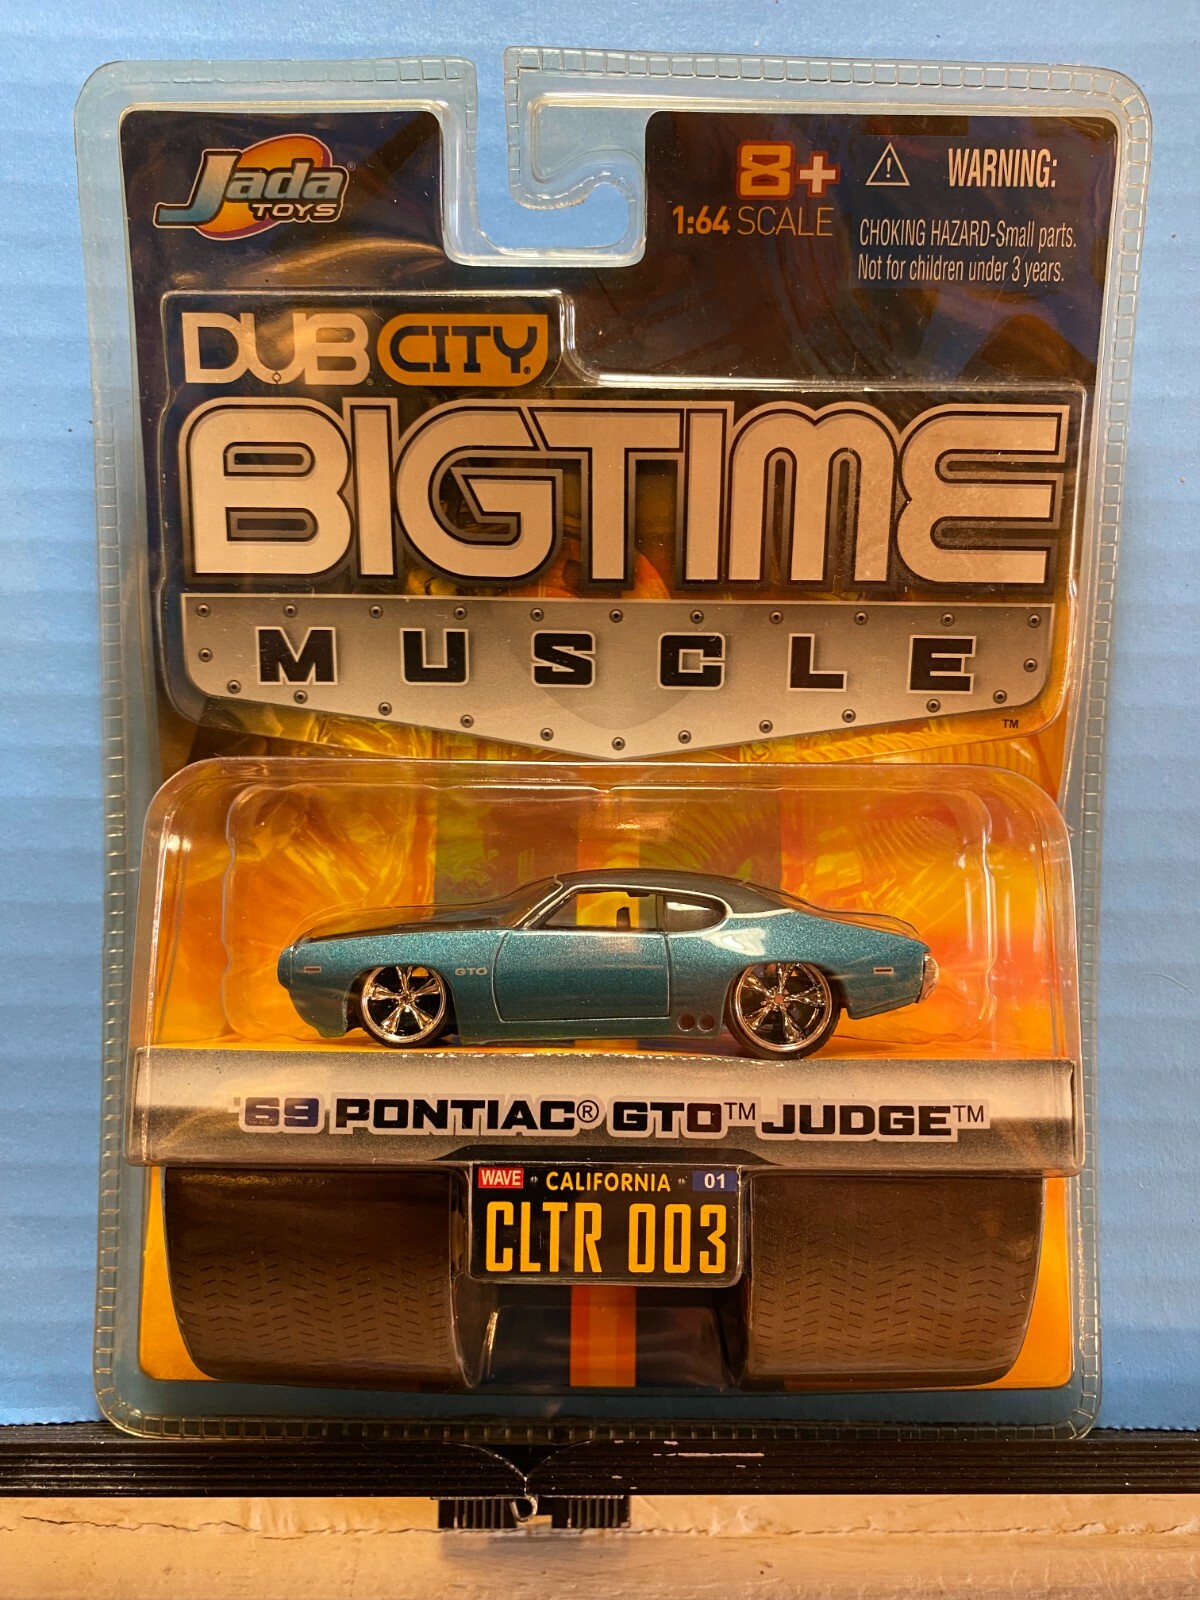 Jada®
TOYS
8+
1:64 SCALE
WARNING:
CHOKING HAZARD-Small parts.
Not for children under 3 years.
DUB® CITY®
BIGTIME
MUSCLE
™
GTO
'69 PONTIAC® GTO™ JUDGE™
WAVE CALIFORNIA 01
CLTR 003